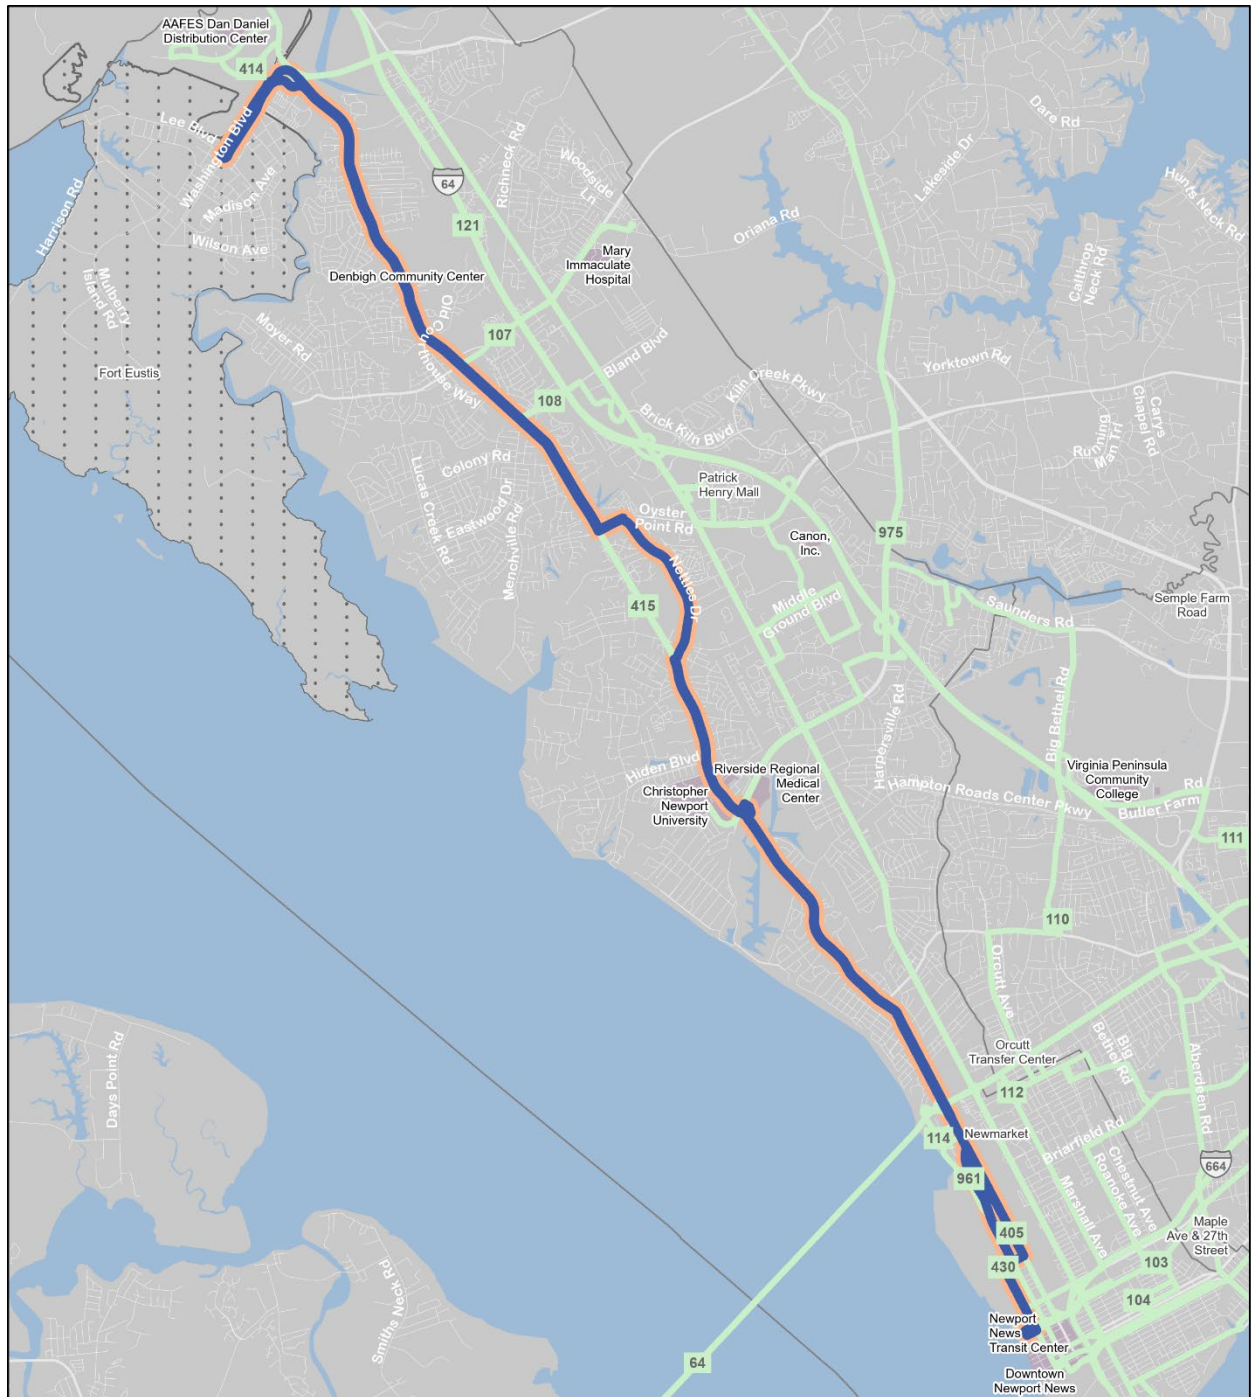 AAFES Dan Daniel
Distribution Center
414
Lee Blvd
Washington Blvd
Madison Ave
Wilson Ave
Harrison Rd
Mulberry
Island Rd
Fort Eustis
Moyer Rd
Denbigh Community Center
Old Courthouse Way
64
121
Richneck Rd
Woodside
Ln
Mary
Immaculate
Hospital
Oriana Rd
Lakeside Dr
Dare Rd
Hunts Neck Rd
Calthrop
Neck Rd
Yorktown Rd
107
108
Bland Blvd
Kiln Creek Pkwy
Brick Kiln Blvd
Running
Man Trl
Carys
Chapel Rd
Colony Rd
Lucas Creek Rd
Eastwood Dr
Menchville Rd
Patrick
Henry Mall
Oyster
Point Rd
Canon,
Inc.
975
Nettles Dr
415
Middle
Ground Blvd
Saunders Rd
Semple Farm
Road
Big Bethel Rd
Harpersville Rd
Hiden Blvd
Riverside Regional
Medical
Center
Christopher
Newport
University
Virginia Peninsula
Community
College
Hampton Roads Center Pkwy
Butler Farm
Rd
111
110
Orcutt Ave
Orcutt
Transfer Center
Big
Bethel Rd
Aberdeen Rd
112
114
Newmarket
Briarfield Rd
961
Chestnut Ave
Roanoke Ave
Marshall Ave
664
405
430
Maple
Ave & 27th
Street
103
104
Days Point Rd
Smiths Neck Rd
64
Newport
News
Transit Center
Downtown
Newport News